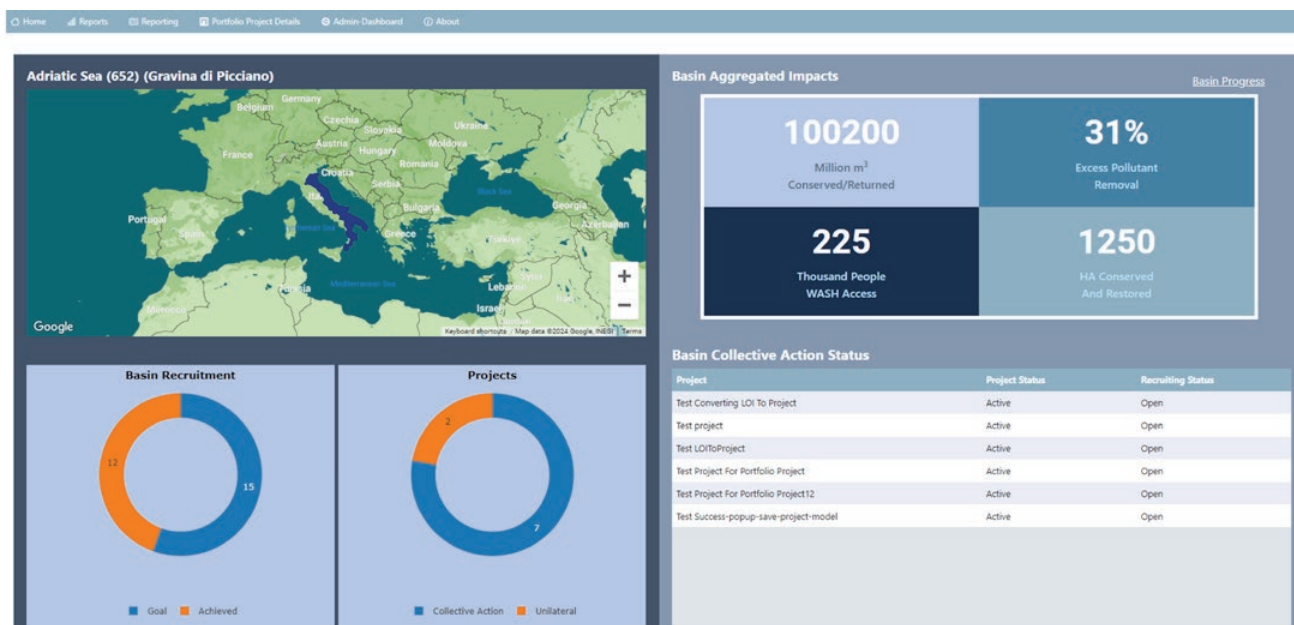 Home Reports Reporting Portfolio Project Details Admin-Dashboard About
Adriatic Sea (652) (Gravina di Picciano)
Belgium
Germany
Czechia
Slovakia
Ukraine
France
Austria
Hungary
Moldova
Romania
Croatia
Serbia
Ita
Bulgaria
Black Sea
Georgia
Azerbaijan
Portugal
Spain
Greece
Türkiye
Mediterranean Sea
Tunisia
Syria
Leba
Iraq
Israel
Morocco
+
−
Google
Keyboard shortcuts Map data ©2024 Google, INEGI Terms
Basin Recruitment
12
15
Goal Achieved
Projects
2
7
Collective Action Unilateral
Basin Aggregated Impacts
Basin Progress
100200
Million m³
Conserved/Returned
31%
Excess Pollutant
Removal
225
Thousand People
WASH Access
1250
HA Conserved
And Restored
Basin Collective Action Status
Project Project Status Recruiting Status
Test Converting LOI To Project Active Open
Test project Active Open
Test LOIToProject Active Open
Test Project For Portfolio Project Active Open
Test Project For Portfolio Project12 Active Open
Test Success-popup-save-project-model Active Open